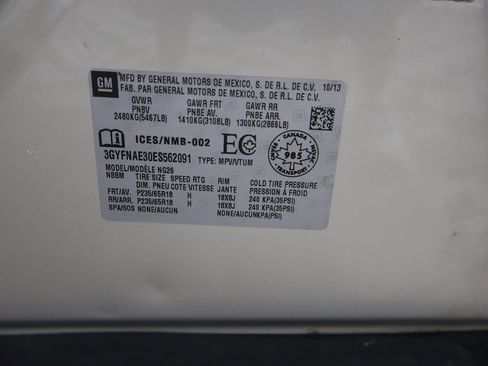 GM
MFD BY GENERAL MOTORS DE MEXICO, S. DE R.L. DE C.V. 10/13
FAB. PAR GENERAL MOTORS DE MEXICO, S. DE R.L. DE C.V.
GVWR GAWR FRT GAWR RR
PNBV PNBE AV. PNBE ARR.
2480KG(5467LB) 1410KG(3108LB) 1300KG(2866LB)
ICES/NMB-002 EC
CANADA
985
TRANSPORT
3GYFNAE30ES562091 TYPE: MPV/VTUM
MODEL/MODÈLE NG26
NBBM TIRE SIZE SPEED RTG RIM COLD TIRE PRESSURE
DIM. PNEU COTE VITESSE JANTE PRESSION À FROID
FRT/AV. P235/65R18 H 18X8J 240 KPA(35PSI)
RR/ARR. P235/65R18 H 18X8J 240 KPA(35PSI)
SPA/SOS NONE/AUCUN NONE/AUCUNKPA(PSI)